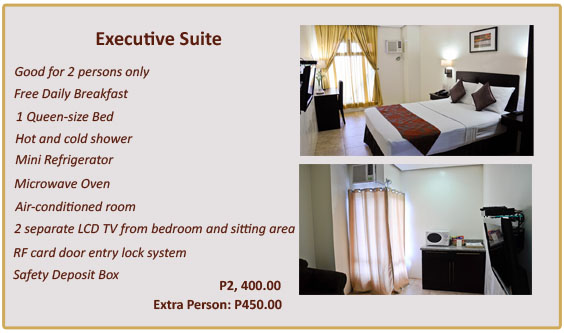 Executive Suite
Good for 2 persons only
Free Daily Breakfast
1 Queen-size Bed
Hot and cold shower
Mini Refrigerator
Microwave Oven
Air-conditioned room
2 separate LCD TV from bedroom and sitting area
RF card door entry lock system
Safety Deposit Box
P2, 400.00
Extra Person: P450.00